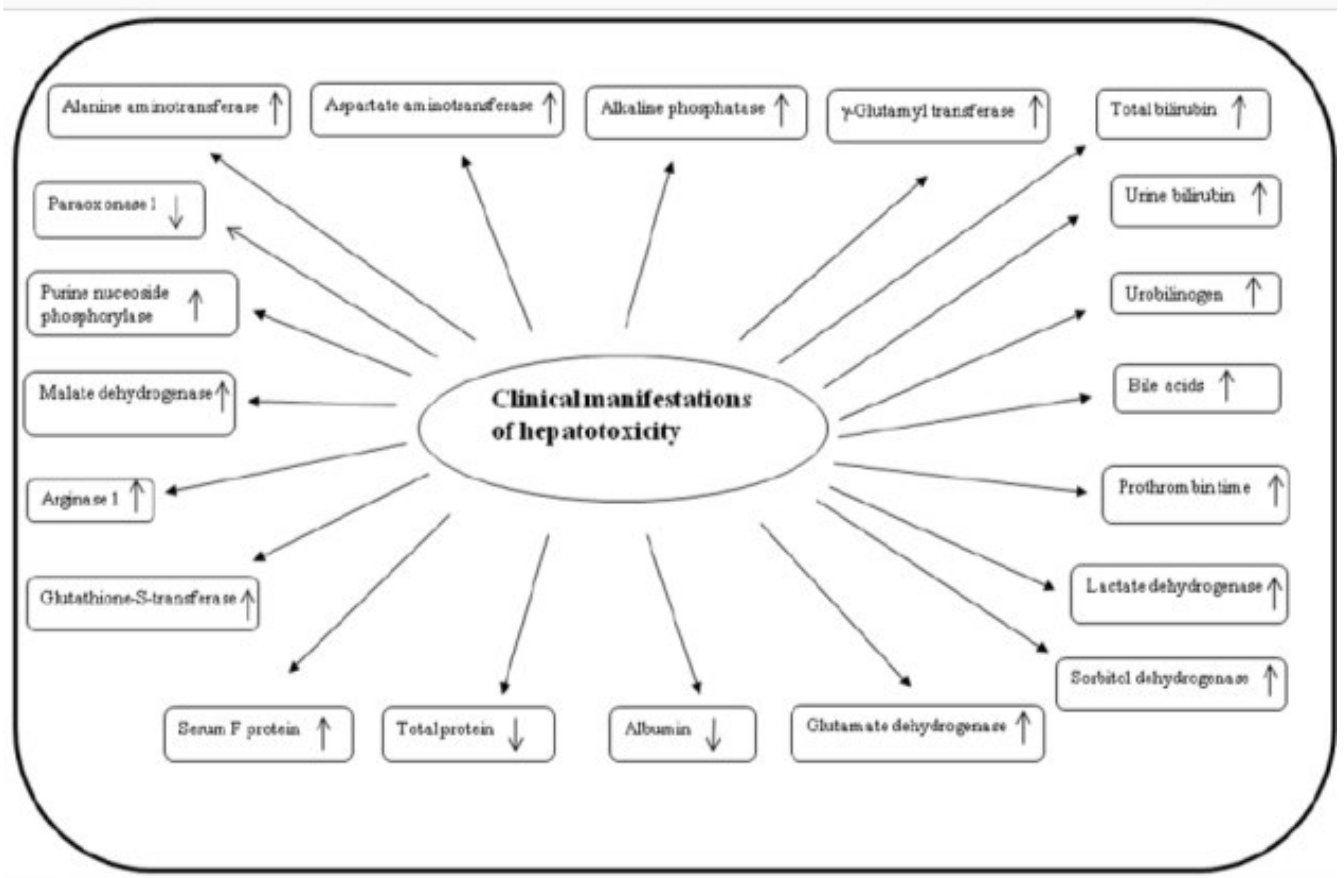 Alanine aminotransferase ↑
Aspartate aminotransferase ↑
Alkaline phosphatase ↑
γ-Glutamyl transferase ↑
Total bilirubin ↑
Paraoxonase 1 ↓
Urine bilirubin ↑
Purine nuceoside ↑
phosphorylase
Urobilinogen ↑
Malate dehydrogenase ↑
Bile acids ↑
Clinical manifestations
of hepatotoxicity
Arginase 1 ↑
Prothrombin time ↑
Glutathione-S-transferase ↑
Lactate dehydrogenase ↑
Sorbitol dehydrogenase ↑
Serum F protein ↑
Total protein ↓
Albumin ↓
Glutamate dehydrogenase ↑